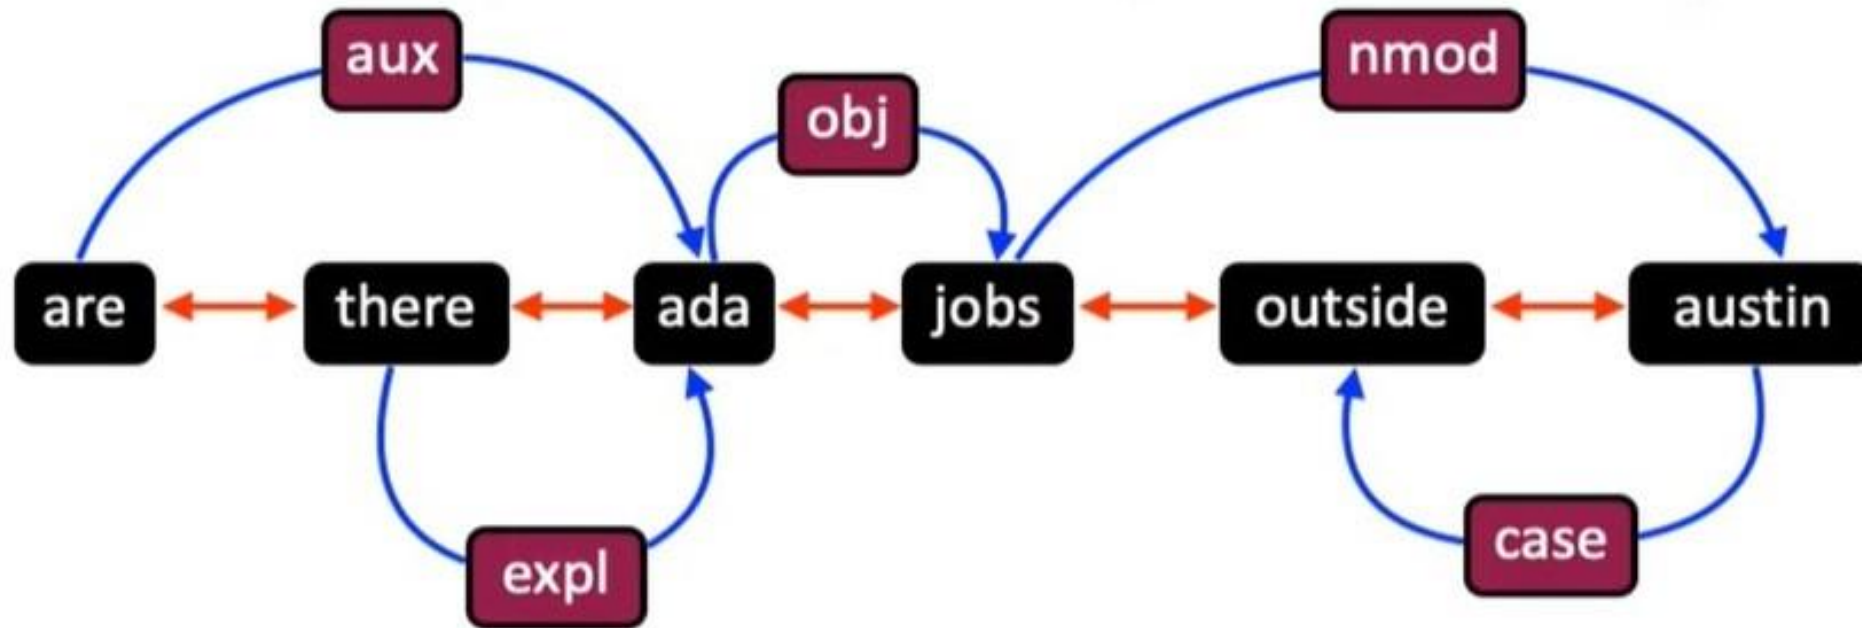 aux
nmod
obj
are there ada jobs outside austin
case
expl